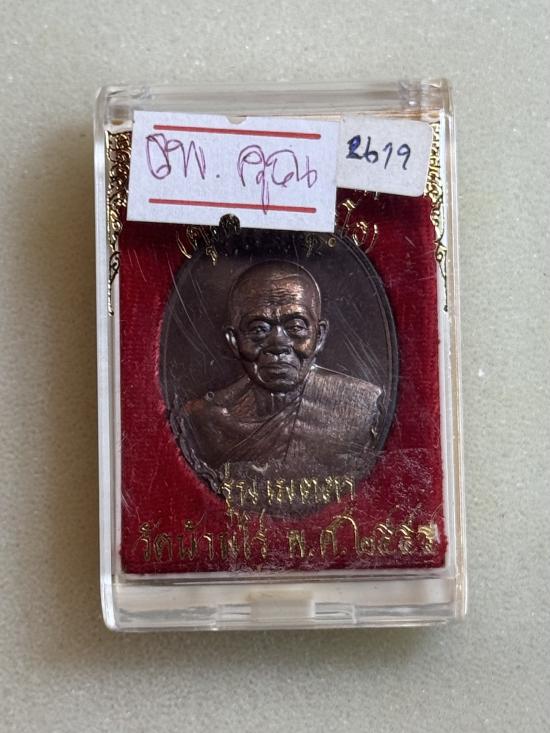 ลพ. คูณ
2619
รุ่น เมตตา
วัดบ้านไร่ พ.ศ. ๒๕๕๕